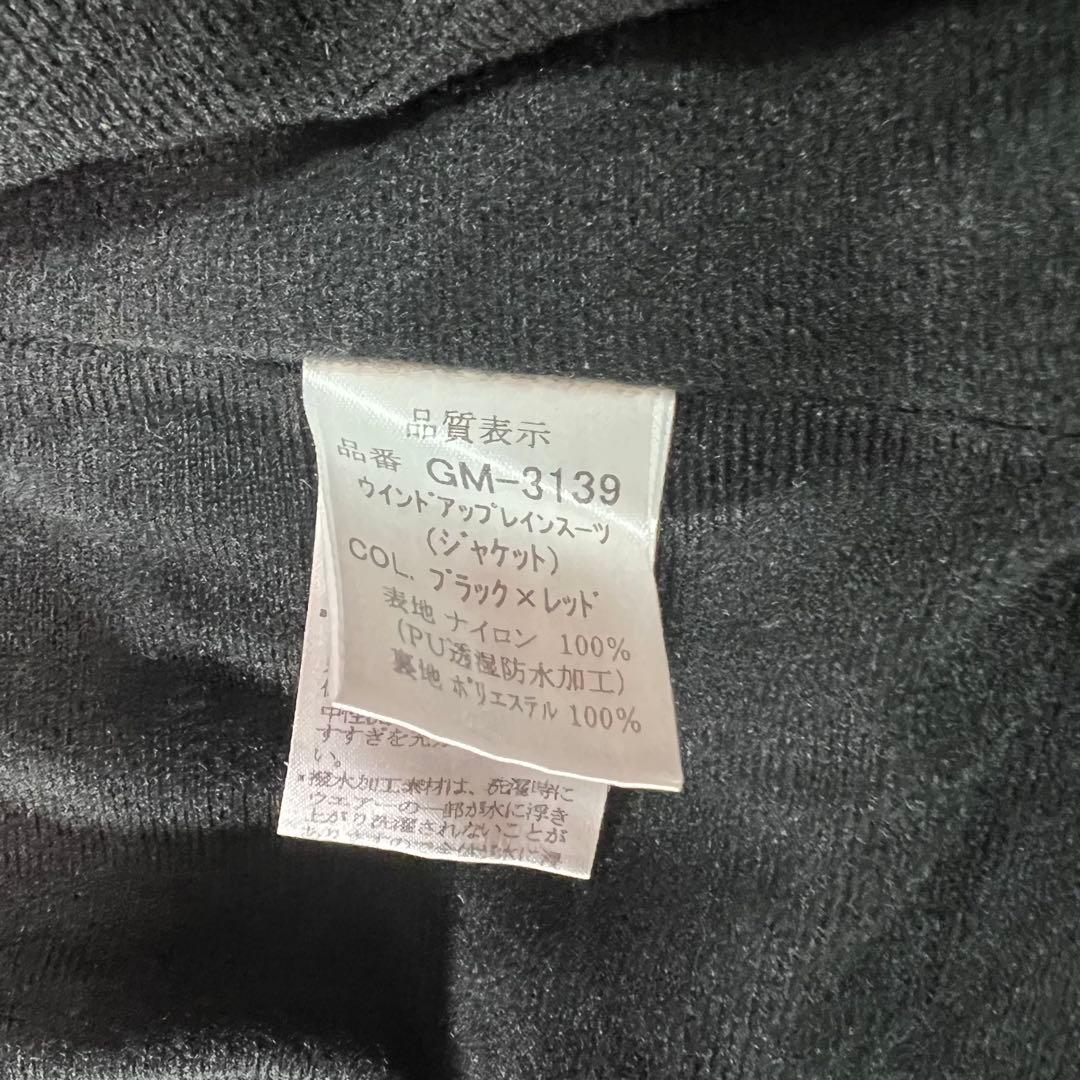 品質表示
品番 GM-3139
ウインドアップレインスーツ
(ジャケット)
COL. ブラック×レッド
表地 ナイロン 100%
(PU透湿防水加工)
裏地 ポリエステル 100%
中性
すすぎを充
い。
・撥水加工素材は、洗濯時に
ウエアーの一部が水に浮き
上がり洗濯されないことが